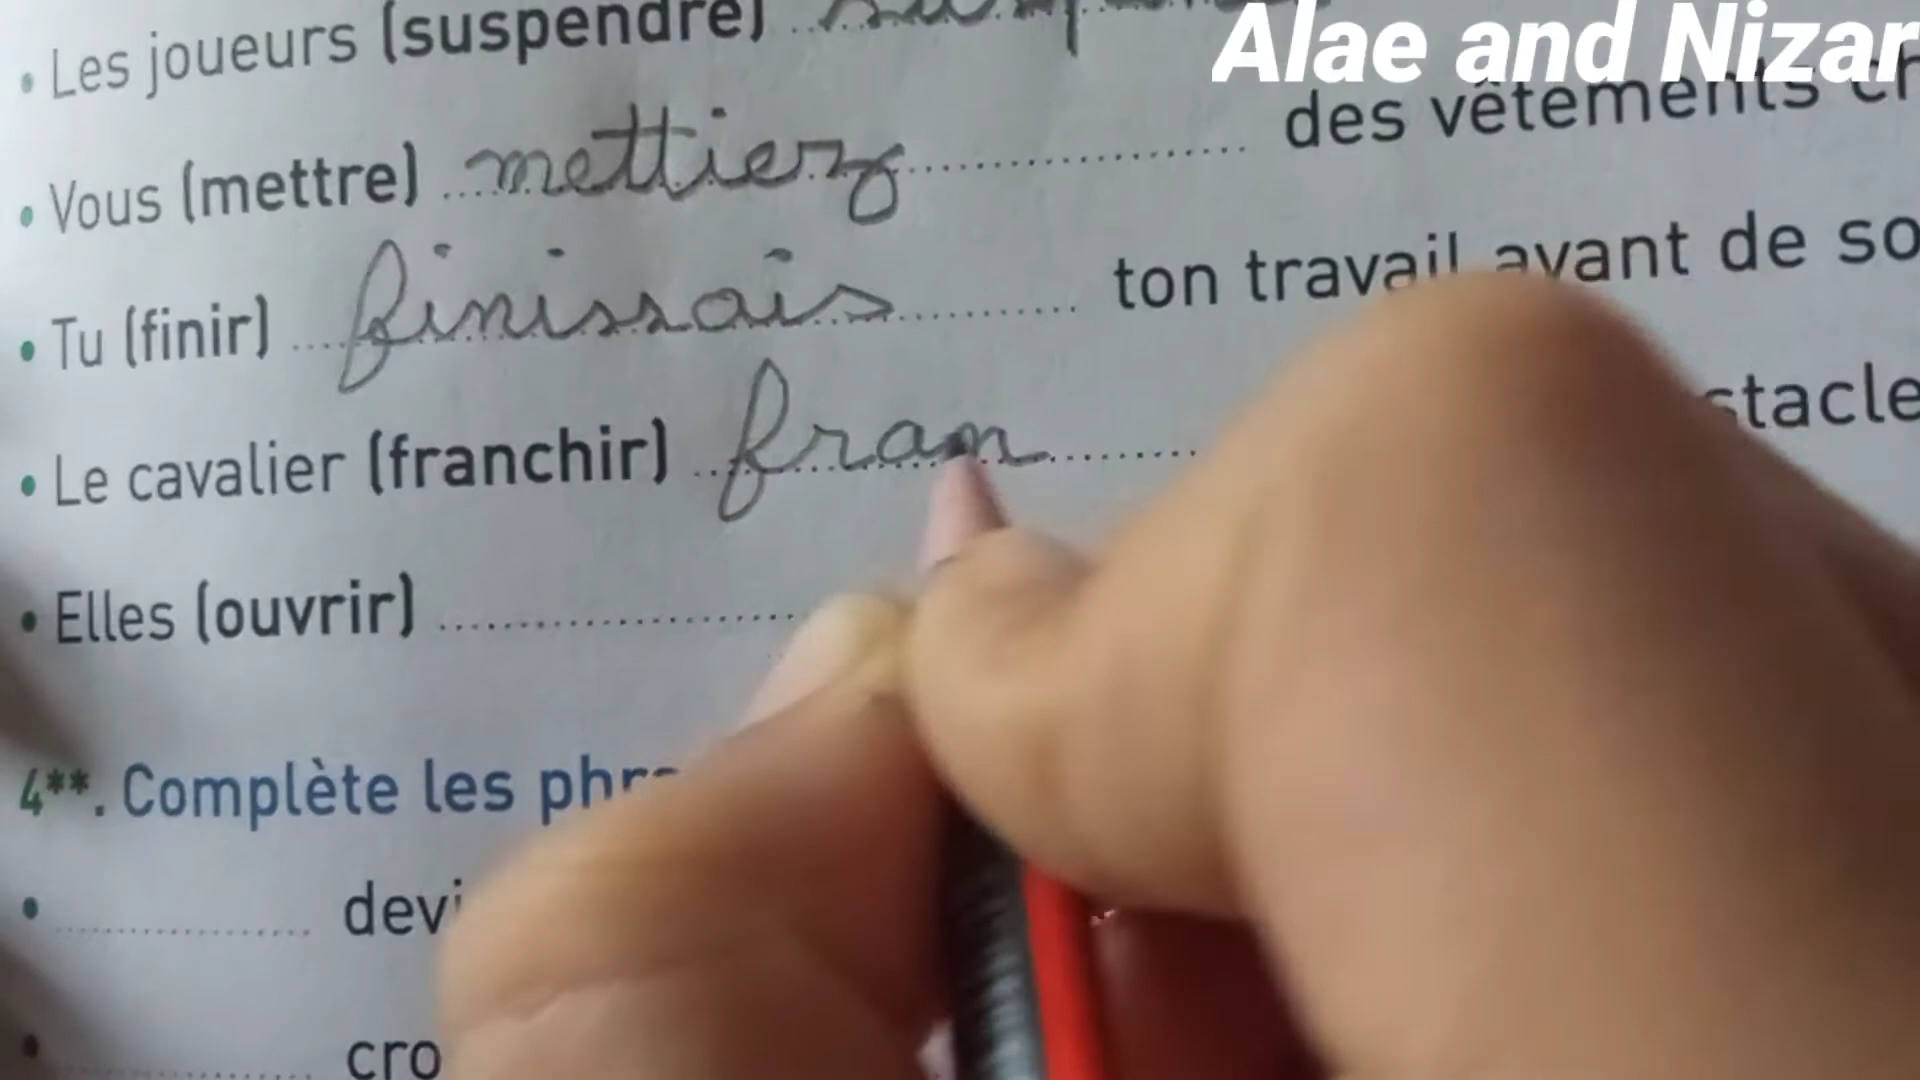 Alae and Nizar
• Les joueurs (suspendre)
• Vous (mettre) mettiez des vêtements ch
• Tu (finir) finissais ton travail avant de so
• Le cavalier (franchir) fran stacle
• Elles (ouvrir)
4**. Complète les phr
• devi
• cro